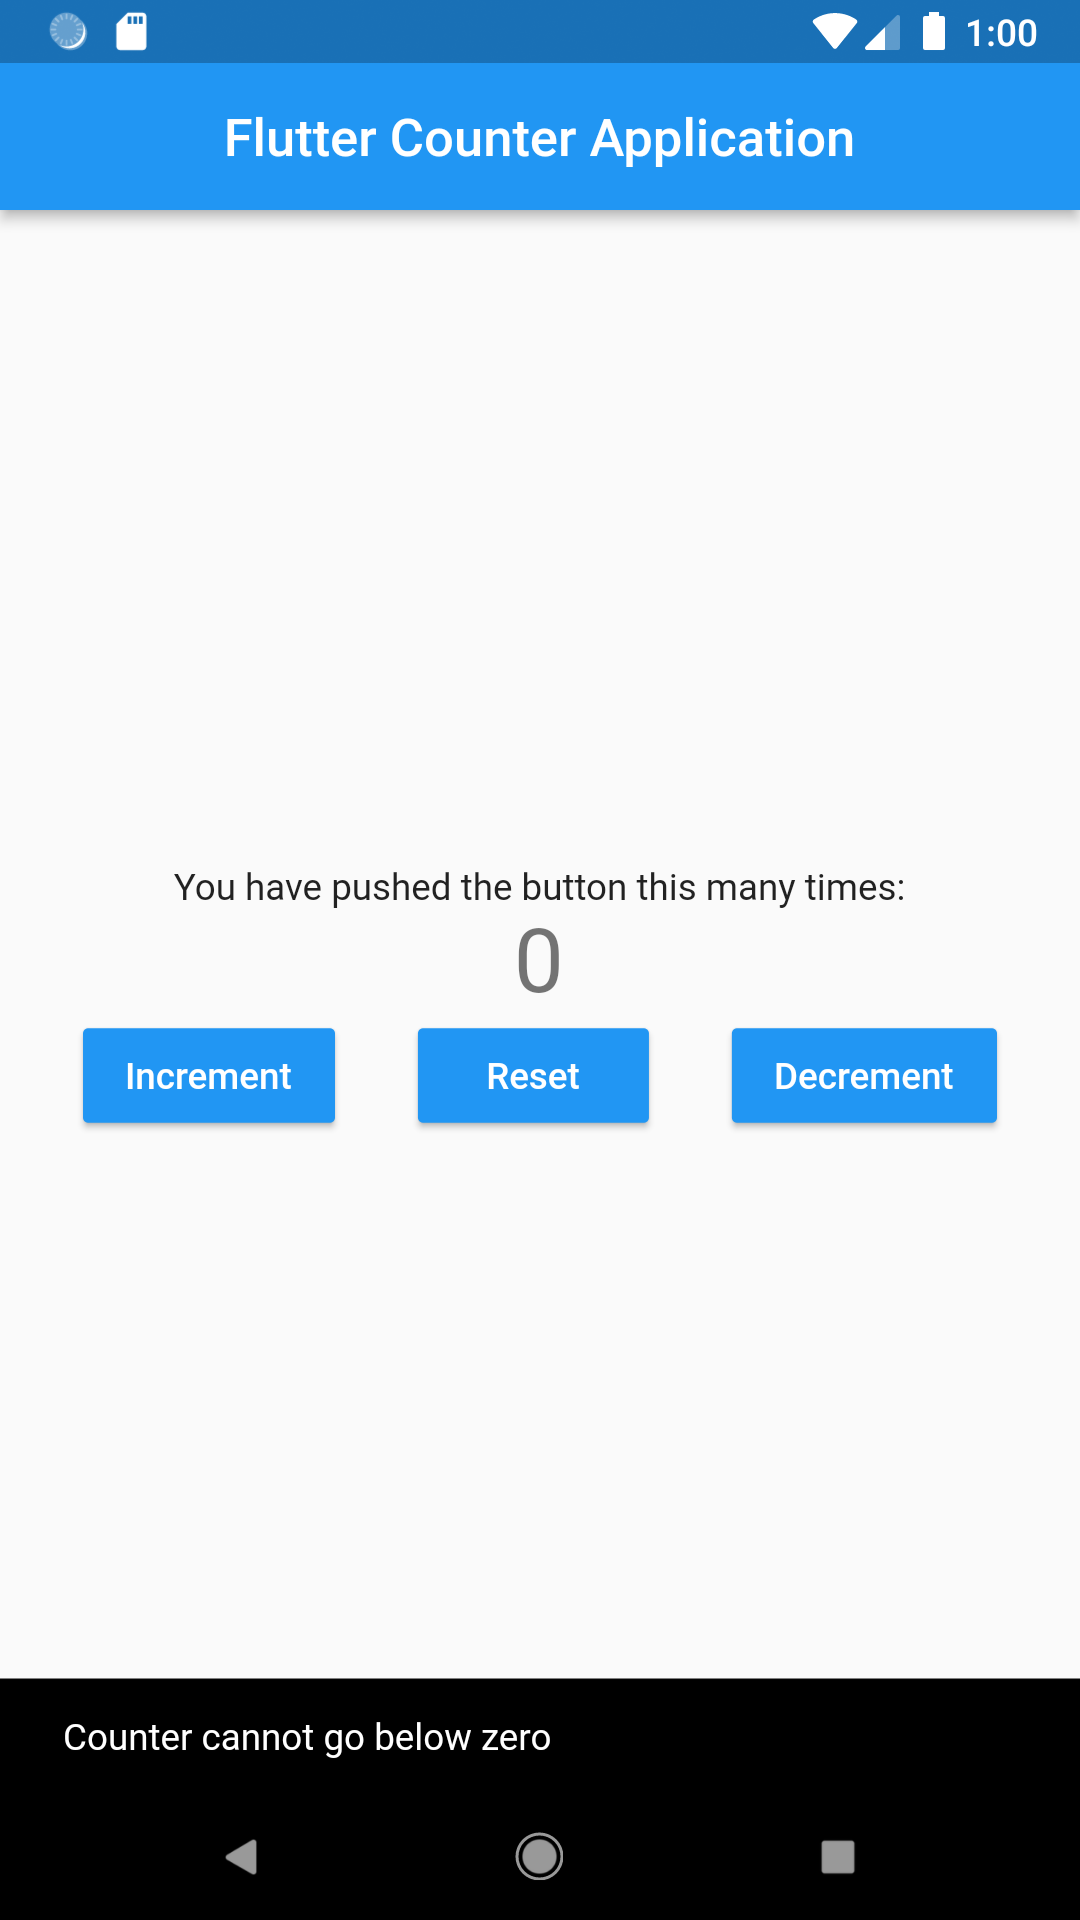 1:00
Flutter Counter Application
You have pushed the button this many times:
0
Increment Reset Decrement
Counter cannot go below zero